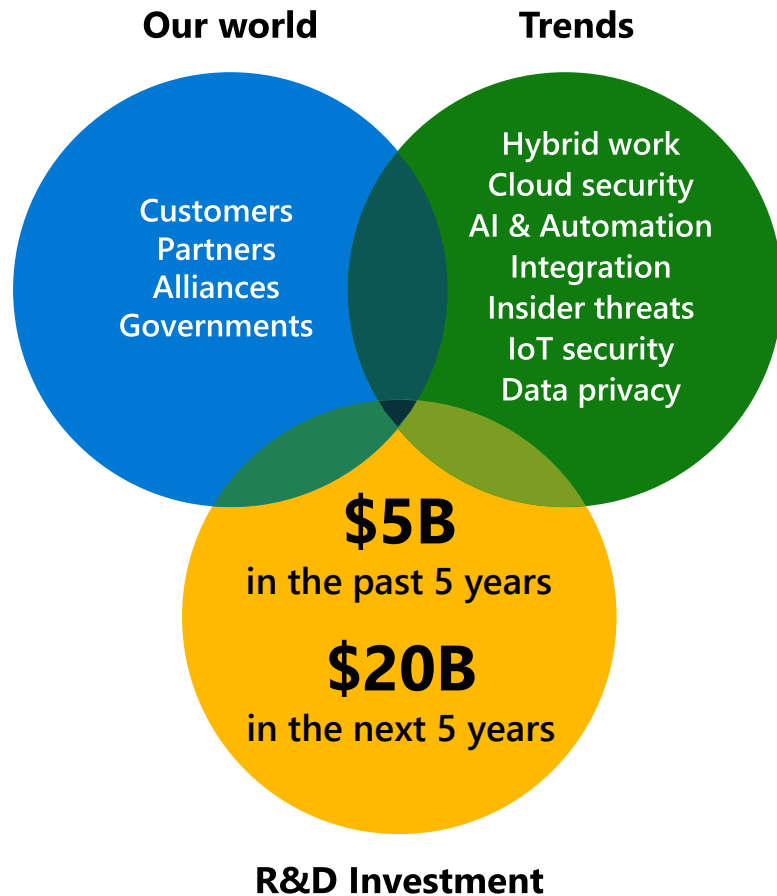 Our world
Trends
Customers
Partners
Alliances
Governments
Hybrid work
Cloud security
AI & Automation
Integration
Insider threats
IoT security
Data privacy
$5B
in the past 5 years
$20B
in the next 5 years
R&D Investment